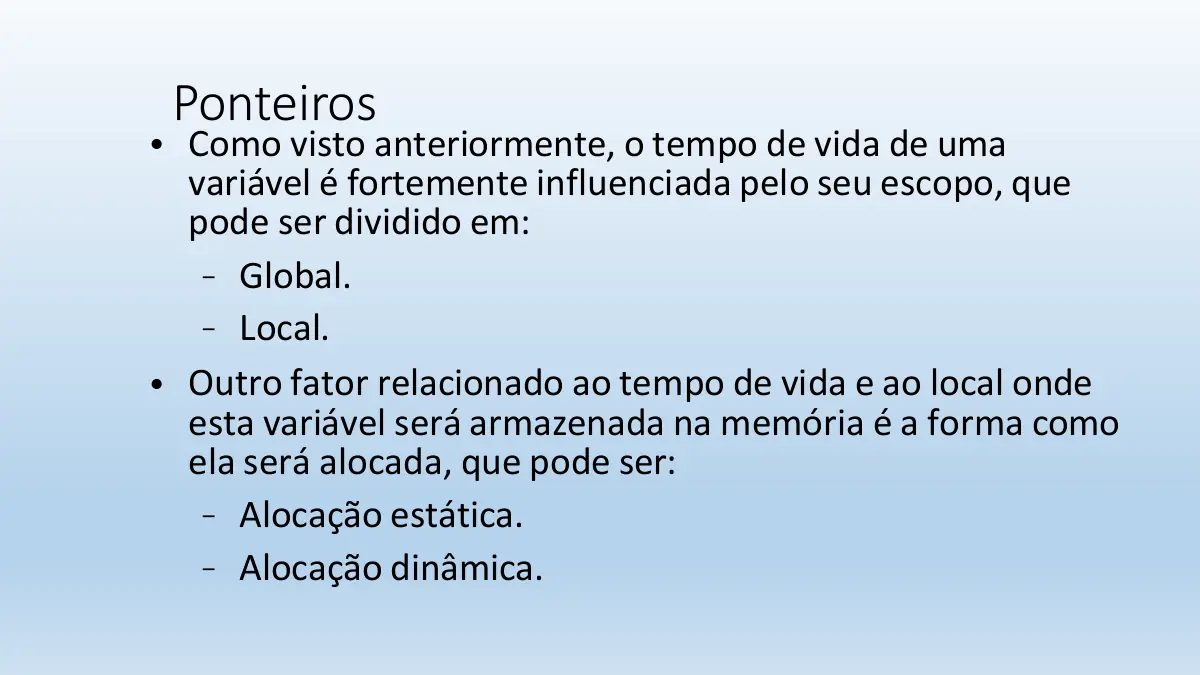 Ponteiros
• Como visto anteriormente, o tempo de vida de uma
variável é fortemente influenciada pelo seu escopo, que
pode ser dividido em:
– Global.
– Local.
• Outro fator relacionado ao tempo de vida e ao local onde
esta variável será armazenada na memória é a forma como
ela será alocada, que pode ser:
– Alocação estática.
– Alocação dinâmica.